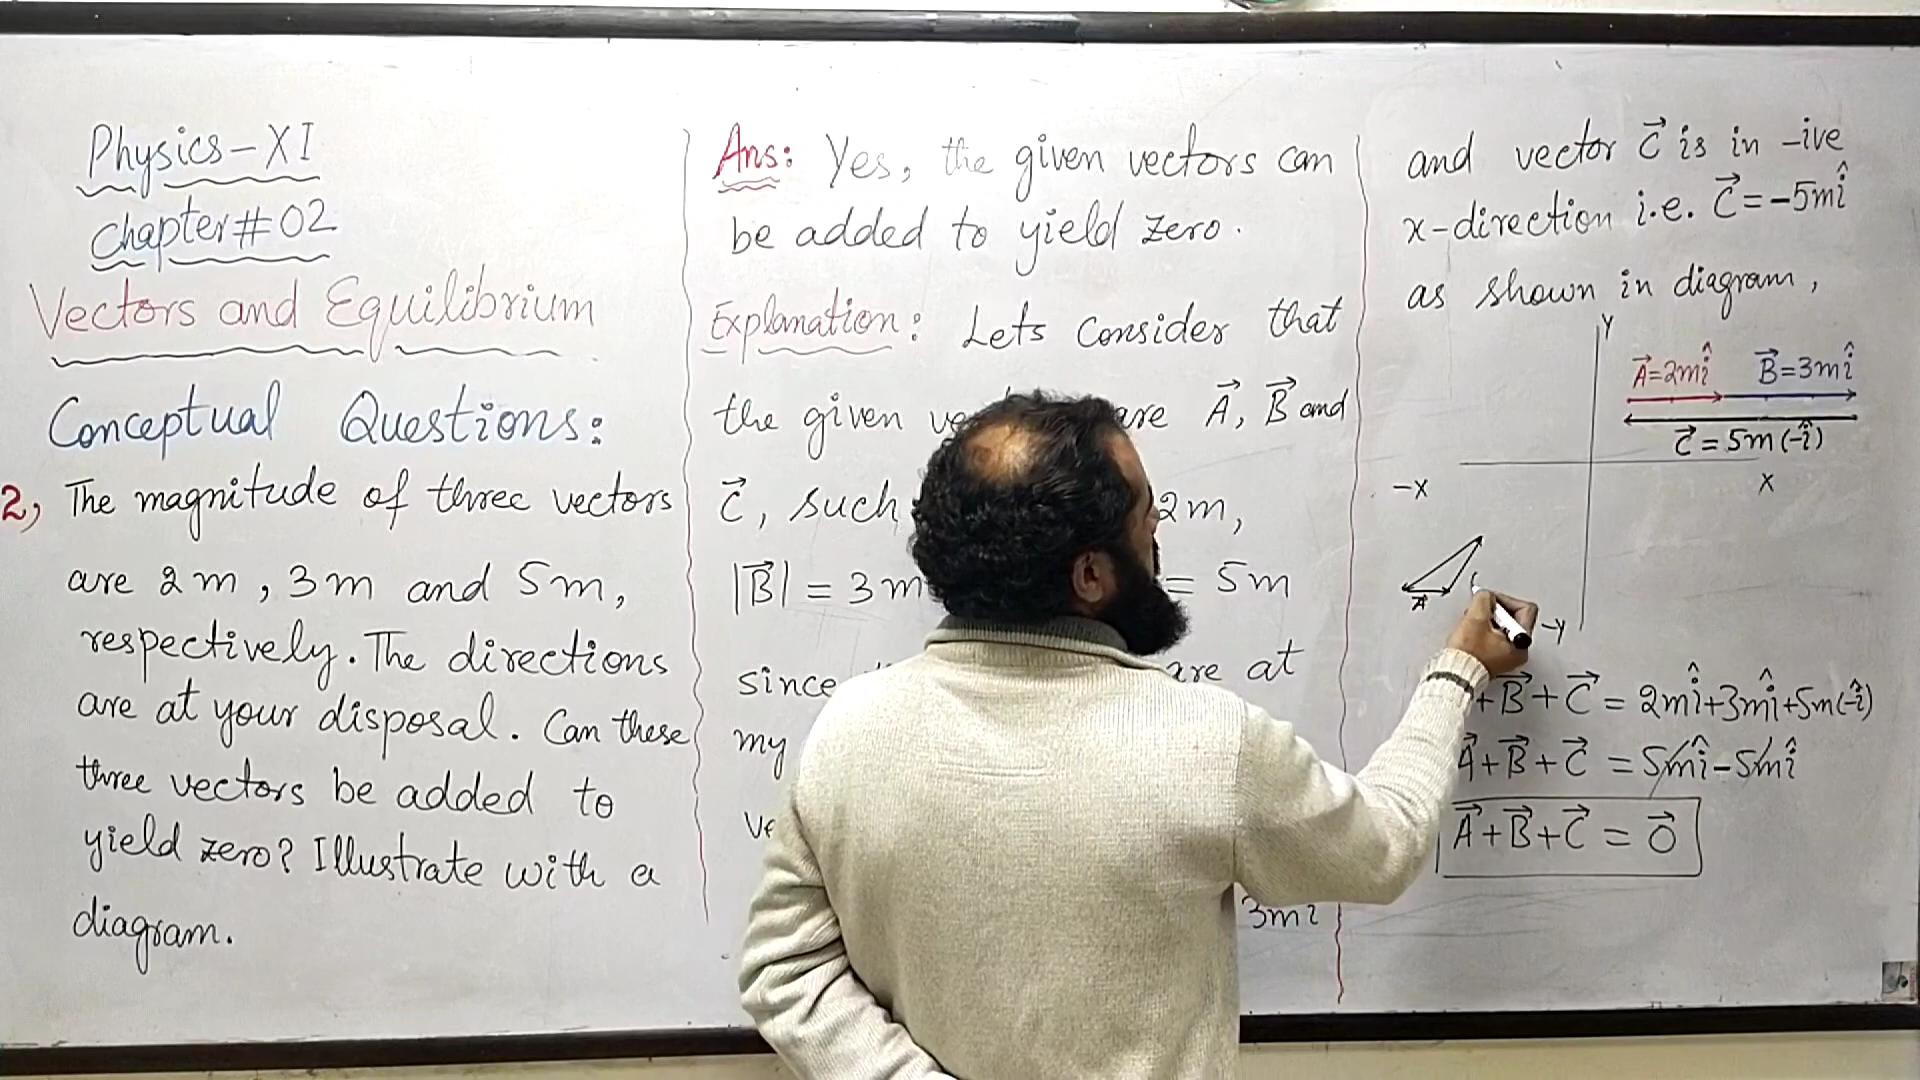 Physics-XI
Chapter#02
Vectors and Equilibrium
Conceptual Questions:
2, The magnitude of three vectors
are 2m, 3m and 5m,
respectively. The directions
are at your disposal. Can these
three vectors be added to
yield zero? Illustrate with a
diagram.
Ans: Yes, the given vectors can
be added to yield zero.
Explanation: Lets Consider that
the given are A⃗, B⃗ and
C⃗, such 2m,
|B⃗| = 3m = 5m
since are at
my
3mî
and vector C⃗ is in -ive
x-direction i.e. C⃗=-5mî
as shown in diagram,
Y
A⃗=2mî B⃗=3mî
C⃗=5m(-î)
-X X
A⃗
-Y
+B⃗+C⃗=2mî+3mî+5m(-î)
A⃗+B⃗+C⃗=5mî-5mî
A⃗+B⃗+C⃗=0⃗